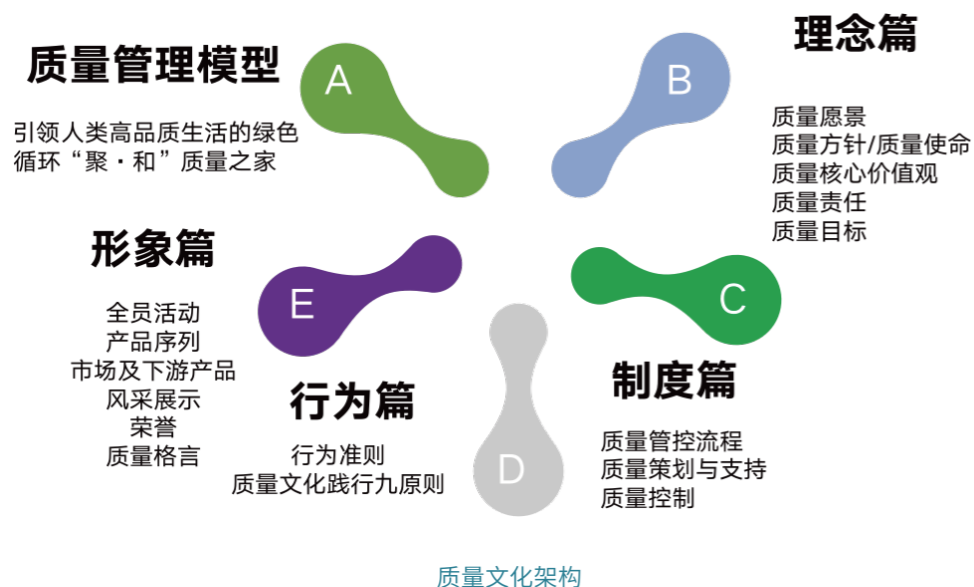 质量管理模型
引领人类高品质生活的绿色
循环“聚·和”质量之家
A
B
理念篇
质量愿景
质量方针/质量使命
质量核心价值观
质量责任
质量目标
C
制度篇
质量管控流程
质量策划与支持
质量控制
D
行为篇
行为准则
质量文化践行九原则
E
形象篇
全员活动
产品序列
市场及下游产品
风采展示
荣誉
质量格言
质量文化架构